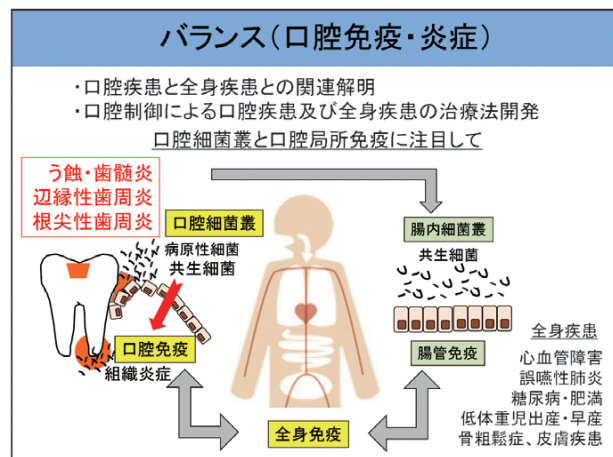 バランス（口腔免疫・炎症）
・口腔疾患と全身疾患との関連解明
・口腔制御による口腔疾患及び全身疾患の治療法開発
口腔細菌叢と口腔局所免疫に注目して
う蝕・歯髄炎
辺縁性歯周炎
根尖性歯周炎
口腔細菌叢
病原性細菌
共生細菌
口腔免疫
組織炎症
腸内細菌叢
共生細菌
腸管免疫
全身免疫
全身疾患
心血管障害
誤嚥性肺炎
糖尿病・肥満
低体重児出産・早産
骨粗鬆症、皮膚疾患